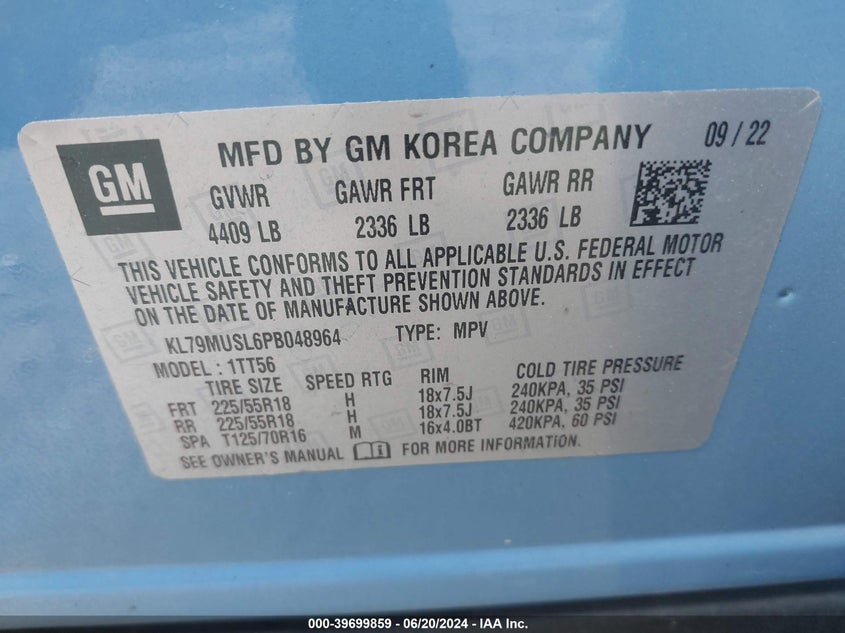 GM
MFD BY GM KOREA COMPANY 09 / 22
GVWR GAWR FRT GAWR RR
4409 LB 2336 LB 2336 LB
THIS VEHICLE CONFORMS TO ALL APPLICABLE U.S. FEDERAL MOTOR
VEHICLE SAFETY AND THEFT PREVENTION STANDARDS IN EFFECT
ON THE DATE OF MANUFACTURE SHOWN ABOVE.
KL79MUSL6PB048964 TYPE: MPV
MODEL : 1TT56
TIRE SIZE SPEED RTG RIM COLD TIRE PRESSURE
FRT 225/55R18 H 18x7.5J 240KPA, 35 PSI
RR 225/55R18 H 18x7.5J 240KPA, 35 PSI
SPA T125/70R16 M 16x4.0BT 420KPA, 60 PSI
SEE OWNER'S MANUAL FOR MORE INFORMATION.
000-39699859 - 06/20/2024 - IAA Inc.